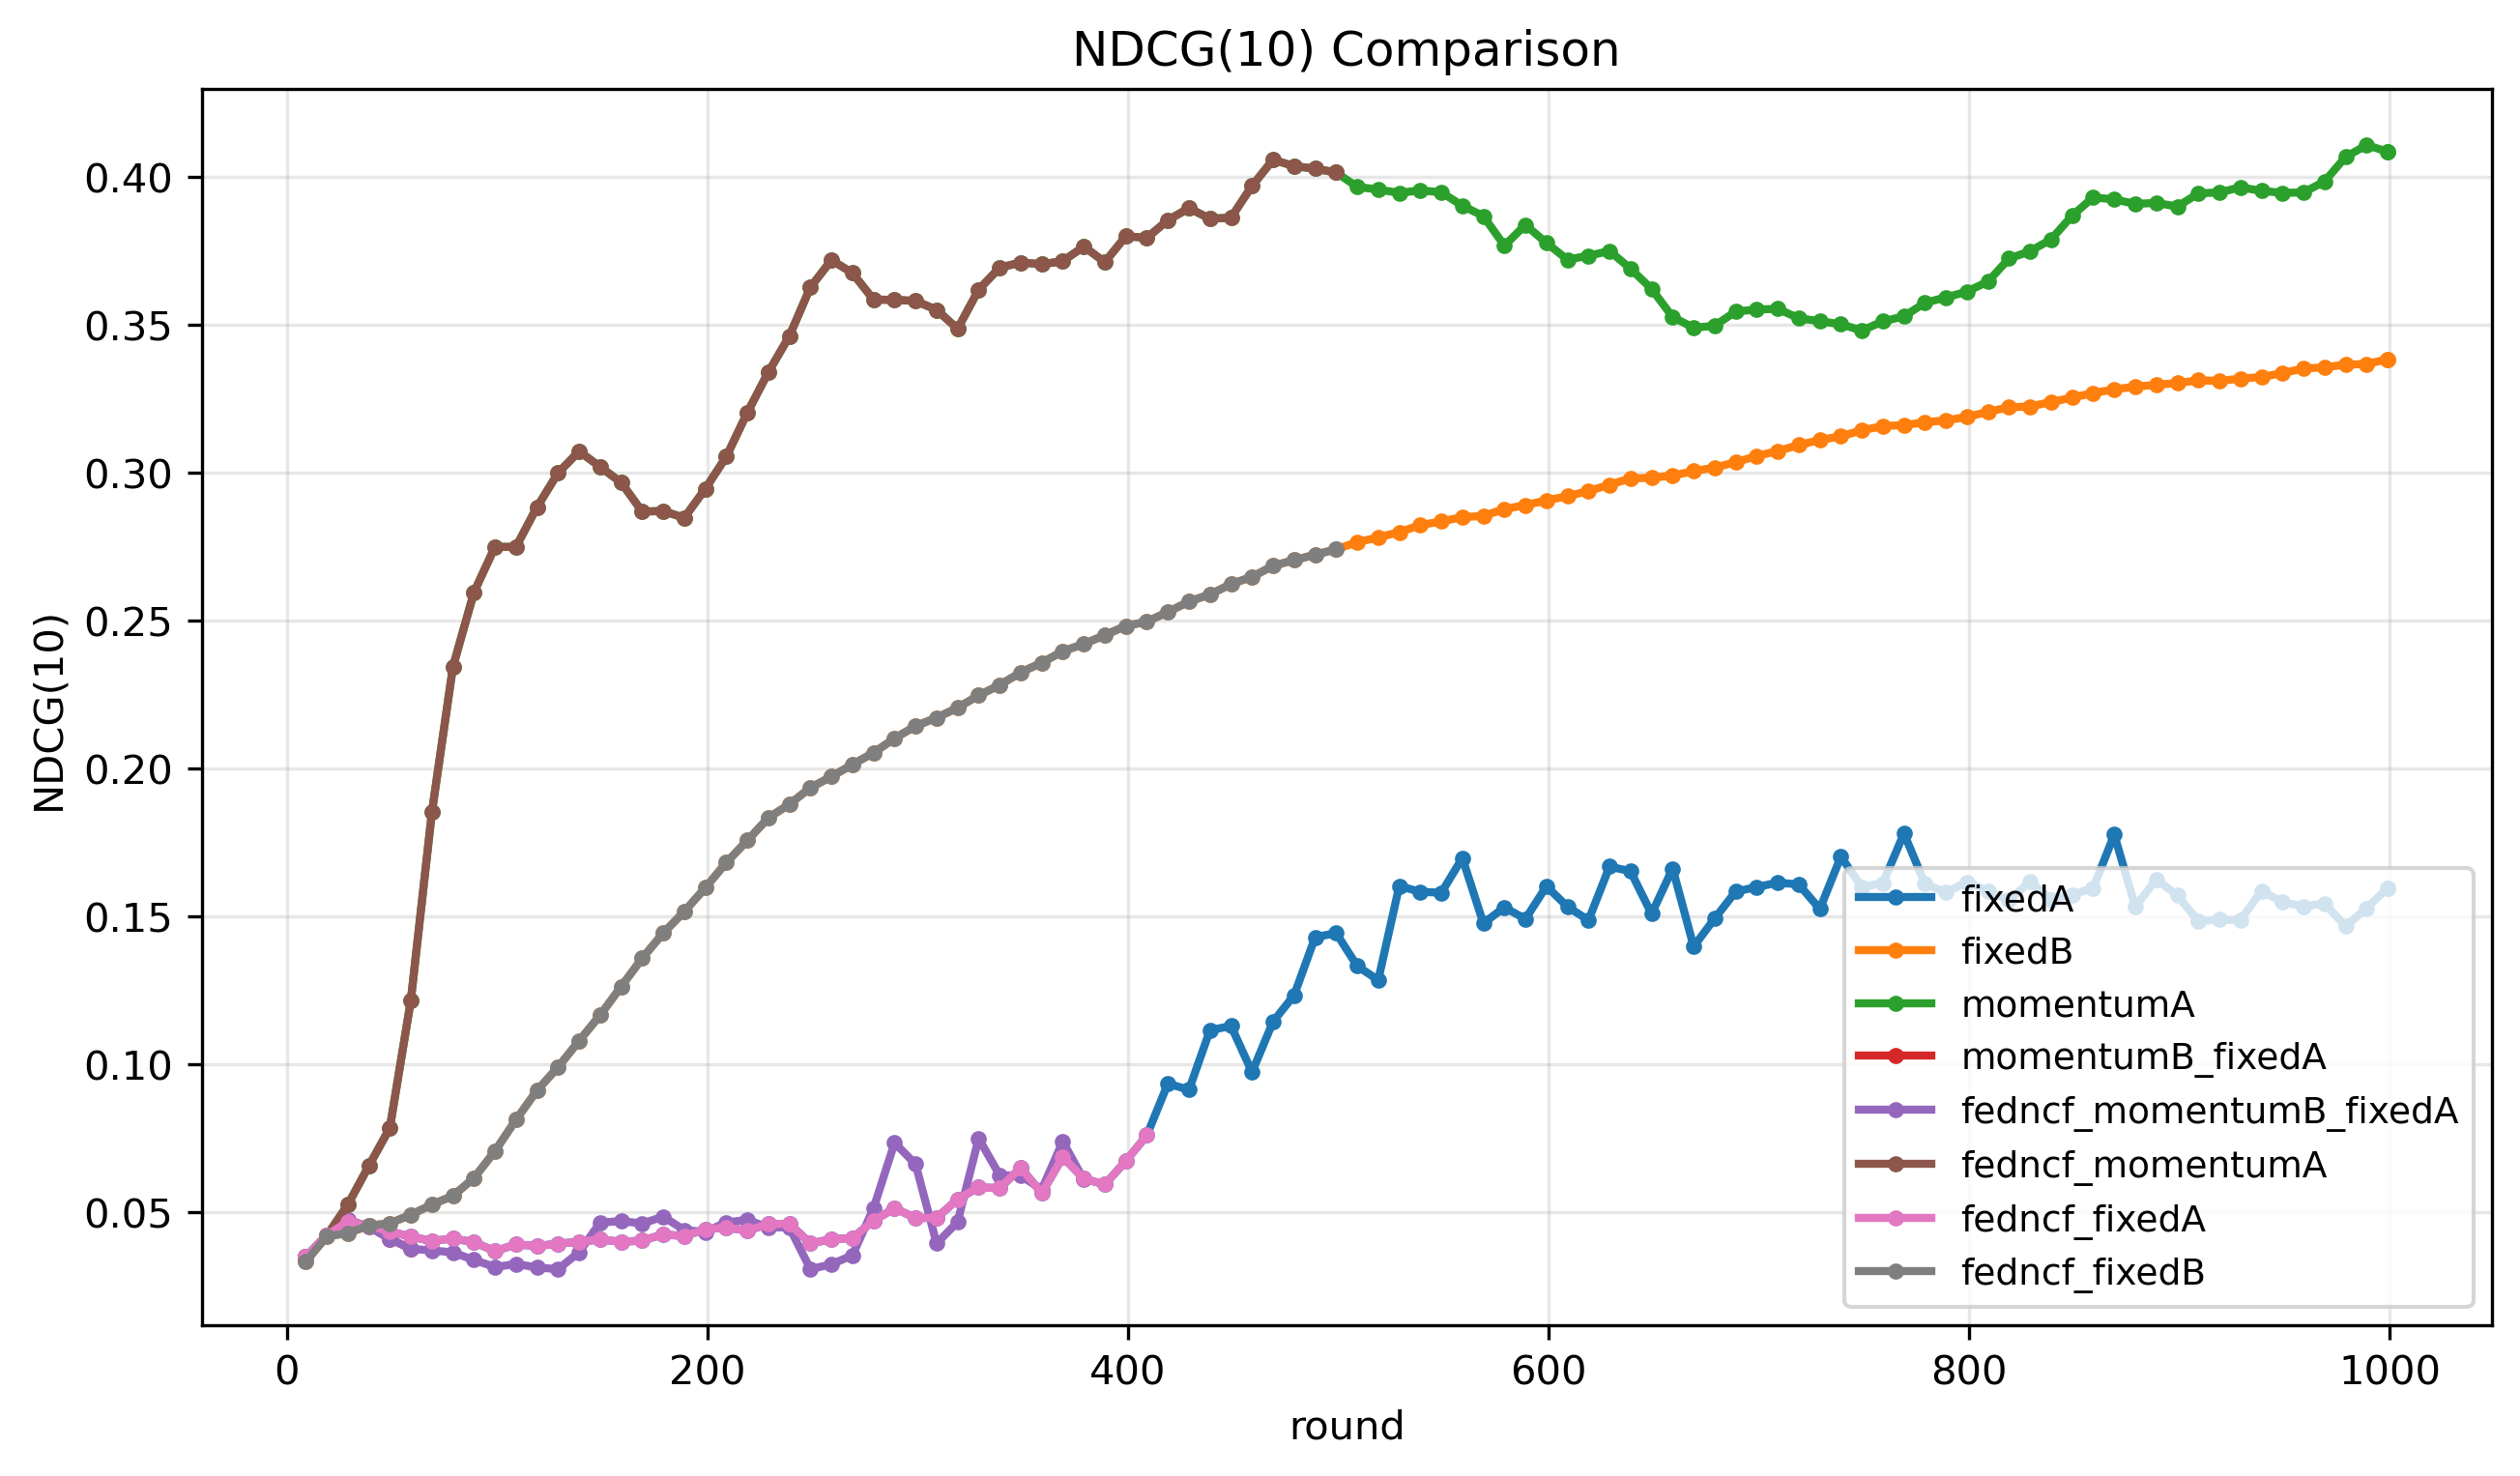 NDCG(10) Comparison
NDCG(10)
0.40
0.35
0.30
0.25
0.20
0.15
0.10
0.05
fixedA
fixedB
momentumA
momentumB_fixedA
fedncf_momentumB_fixedA
fedncf_momentumA
fedncf_fixedA
fedncf_fixedB
0 200 400 600 800 1000
round